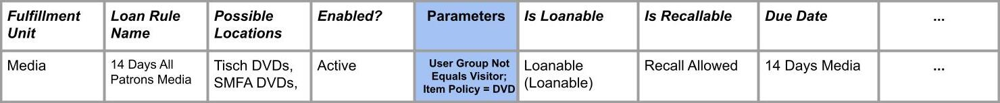 Fulfillment Unit
Loan Rule Name
Possible Locations
Enabled?
Parameters
Is Loanable
Is Recallable
Due Date
...
Media
14 Days All Patrons Media
Tisch DVDs, SMFA DVDs,
Active
User Group Not Equals Visitor; Item Policy = DVD
Loanable (Loanable)
Recall Allowed
14 Days Media
...